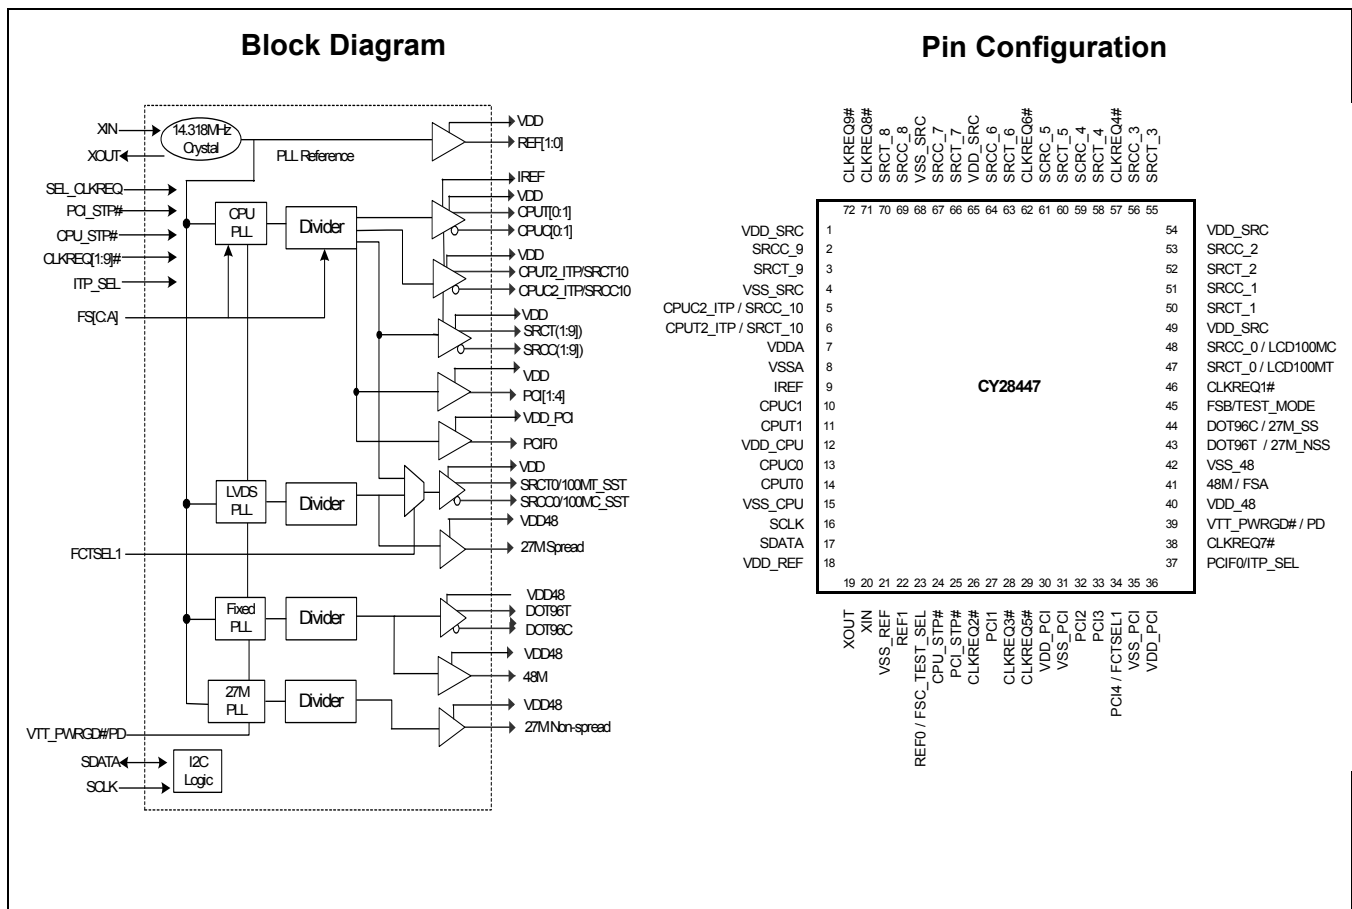 Block Diagram
XIN
14.318MHz
Crystal
XOUT
PLL Reference
SEL_CLKREQ
PCI_STP#
CPU_STP#
CLKREQ[1:9]#
ITP_SEL
FS[C:A]
CPU
PLL
Divider
VDD
REF[1:0]
IREF
VDD
CPUT[0:1]
CPUC[0:1]
VDD
CPUT2_ITP/SRCT10
CPUC2_ITP/SRCC10
VDD
SRCT(1:9])
SRCC(1:9])
VDD
PCI[1:4]
VDD_PCI
PCIF0
LVDS
PLL
Divider
VDD
SRCT0/100MT_SST
SRCC0/100MC_SST
VDD48
27M Spread
FCTSEL1
Fixed
PLL
Divider
VDD48
DOT96T
DOT96C
VDD48
48M
27M
PLL
Divider
VDD48
27M Non-spread
VTT_PWRGD#/PD
SDATA
SCLK
I2C
Logic
Pin Configuration
CLKREQ9#
CLKREQ8#
SRCT_8
SRCC_8
VSS_SRC
SRCC_7
SRCT_7
VDD_SRC
SRCC_6
SRCT_6
CLKREQ6#
SCRC_5
SRCT_5
SCRC_4
SRCT_4
CLKREQ4#
SRCC_3
SRCT_3
72 71 70 69 68 67 66 65 64 63 62 61 60 59 58 57 56 55
VDD_SRC 1
SRCC_9 2
SRCT_9 3
VSS_SRC 4
CPUC2_ITP / SRCC_10 5
CPUT2_ITP / SRCT_10 6
VDDA 7
VSSA 8
IREF 9
CPUC1 10
CPUT1 11
VDD_CPU 12
CPUC0 13
CPUT0 14
VSS_CPU 15
SCLK 16
SDATA 17
VDD_REF 18
CY28447
54 VDD_SRC
53 SRCC_2
52 SRCT_2
51 SRCC_1
50 SRCT_1
49 VDD_SRC
48 SRCC_0 / LCD100MC
47 SRCT_0 / LCD100MT
46 CLKREQ1#
45 FSB/TEST_MODE
44 DOT96C / 27M_SS
43 DOT96T / 27M_NSS
42 VSS_48
41 48M / FSA
40 VDD_48
39 VTT_PWRGD# / PD
38 CLKREQ7#
37 PCIF0/ITP_SEL
19 20 21 22 23 24 25 26 27 28 29 30 31 32 33 34 35 36
XOUT
XIN
VSS_REF
REF1
REF0 / FSC_TEST_SEL
CPU_STP#
PCI_STP#
CLKREQ2#
PCI1
CLKREQ3#
CLKREQ5#
VDD_PCI
VSS_PCI
PCI2
PCI3
PCI4 / FCTSEL1
VSS_PCI
VDD_PCI